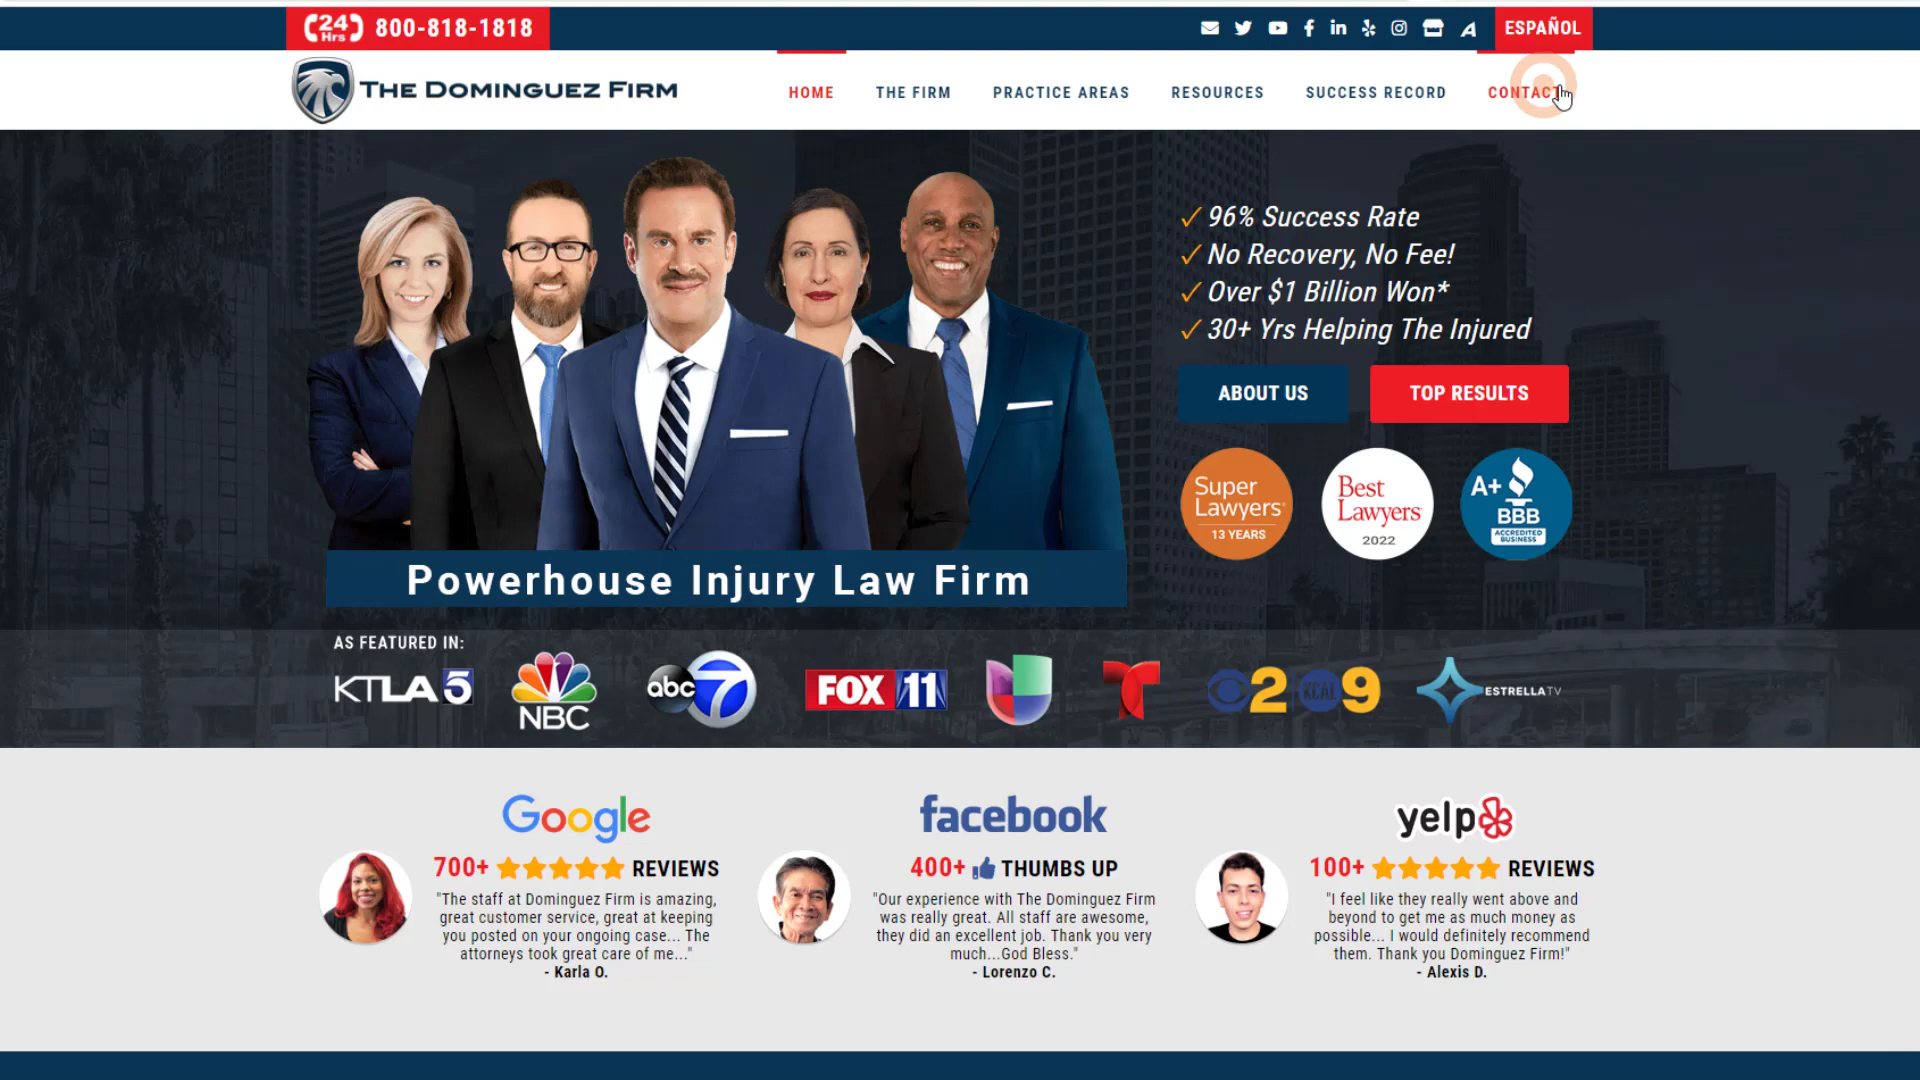 24 Hrs 800-818-1818
ESPAÑOL
THE DOMINGUEZ FIRM
HOME THE FIRM PRACTICE AREAS RESOURCES SUCCESS RECORD CONTACT
✓ 96% Success Rate
✓ No Recovery, No Fee!
✓ Over $1 Billion Won*
✓ 30+ Yrs Helping The Injured
ABOUT US TOP RESULTS
Super Lawyers
13 YEARS
Best Lawyers
2022
A+
BBB
ACCREDITED BUSINESS
Powerhouse Injury Law Firm
AS FEATURED IN:
KTLA 5
NBC
abc 7
FOX 11
2 KCAL 9
ESTRELLA TV
Google
700+ REVIEWS
"The staff at Dominguez Firm is amazing,
great customer service, great at keeping
you posted on your ongoing case... The
attorneys took great care of me..."
- Karla O.
facebook
400+ THUMBS UP
"Our experience with The Dominguez Firm
was really great. All staff are awesome,
they did an excellent job. Thank you very
much...God Bless."
- Lorenzo C.
yelp
100+ REVIEWS
"I feel like they really went above and
beyond to get me as much money as
possible... I would definitely recommend
them. Thank you Dominguez Firm!"
- Alexis D.